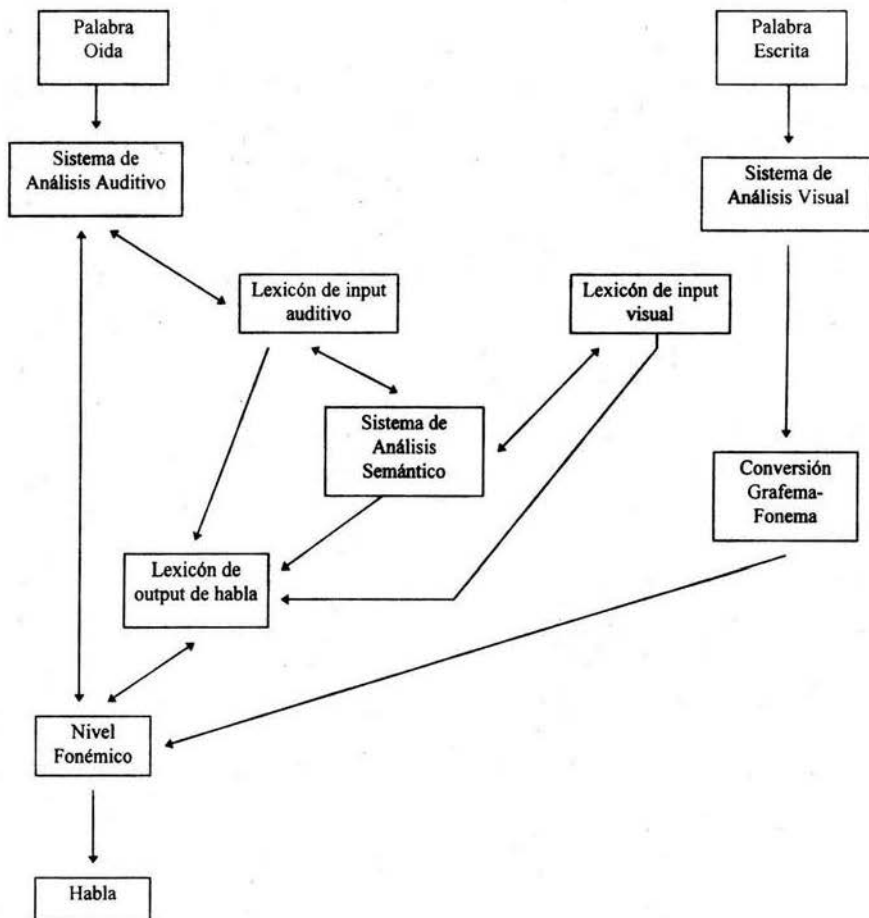 Palabra
Oida
Palabra
Escrita
Sistema de
Análisis Auditivo
Sistema de
Análisis Visual
Lexicón de input
auditivo
Lexicón de input
visual
Sistema de
Análisis
Semántico
Conversión
Grafema-
Fonema
Lexicón de
output de habla
Nivel
Fonémico
Habla